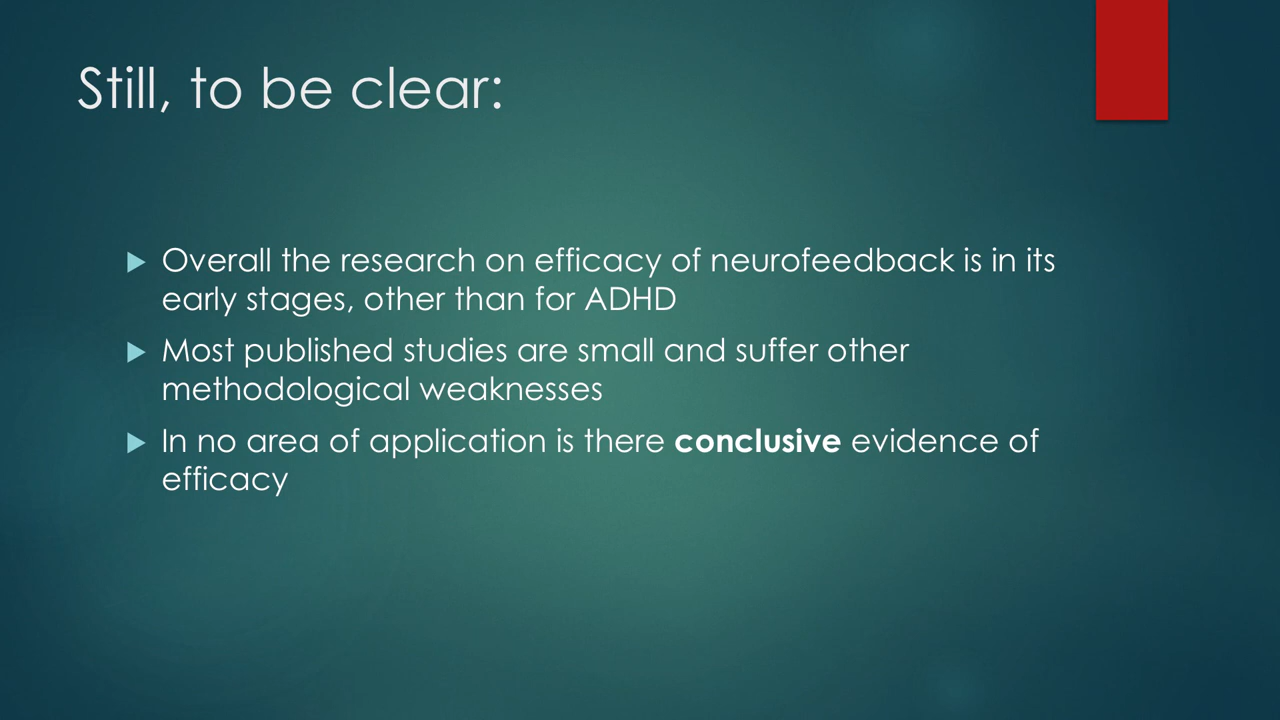 Still, to be clear:
Overall the research on efficacy of neurofeedback is in its
early stages, other than for ADHD
Most published studies are small and suffer other
methodological weaknesses
In no area of application is there conclusive evidence of
efficacy